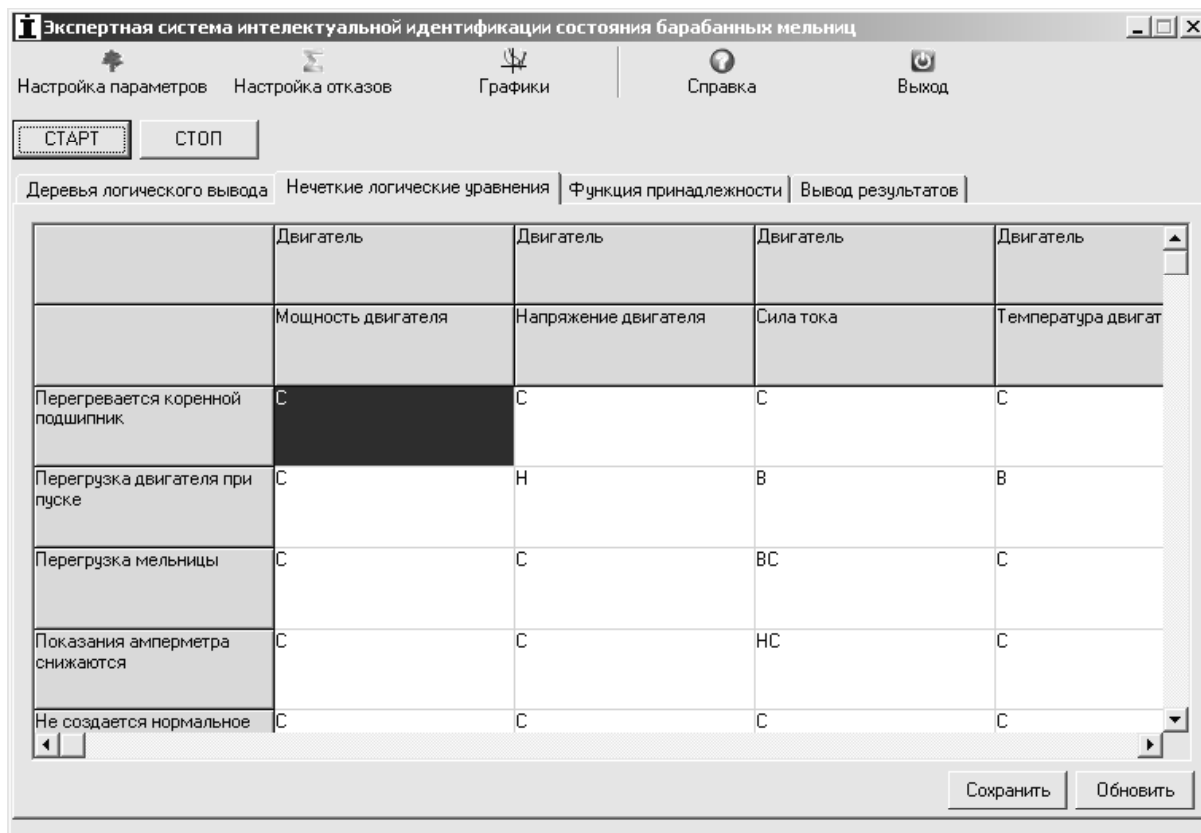 Экспертная система интелектуальной идентификации состояния барабанных мельниц
Настройка параметров Настройка отказов Графики Справка Выход
СТАРТ СТОП
Деревья логического вывода Нечеткие логические уравнения Функция принадлежности Вывод результатов
Двигатель Двигатель Двигатель Двигатель
Мощность двигателя Напряжение двигателя Сила тока Температура двигат
Перегревается коренной С С С С
подшипник
Перегрузка двигателя при С Н В В
пуске
Перегрузка мельницы С С ВС С
Показания амперметра С С НС С
снижаются
Не создается нормальное С С С С
Сохранить Обновить